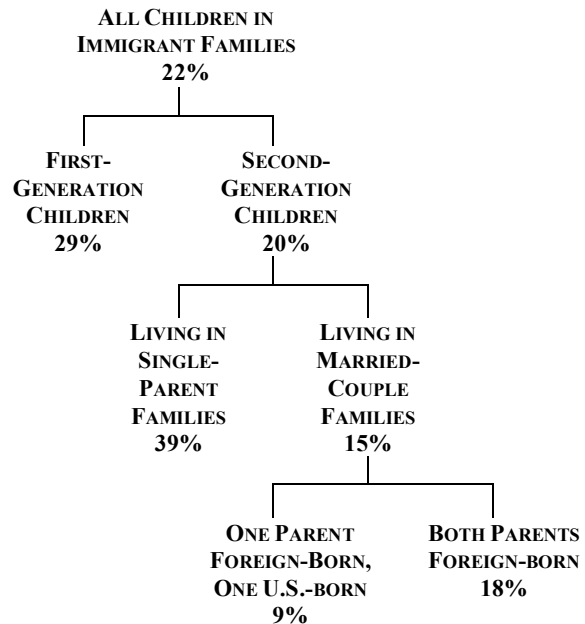 ALL CHILDREN IN
IMMIGRANT FAMILIES
22%
FIRST-
GENERATION
CHILDREN
29%
SECOND-
GENERATION
CHILDREN
20%
LIVING IN
SINGLE-
PARENT
FAMILIES
39%
LIVING IN
MARRIED-
COUPLE
FAMILIES
15%
ONE PARENT
FOREIGN-BORN,
ONE U.S.-BORN
9%
BOTH PARENTS
FOREIGN-BORN
18%